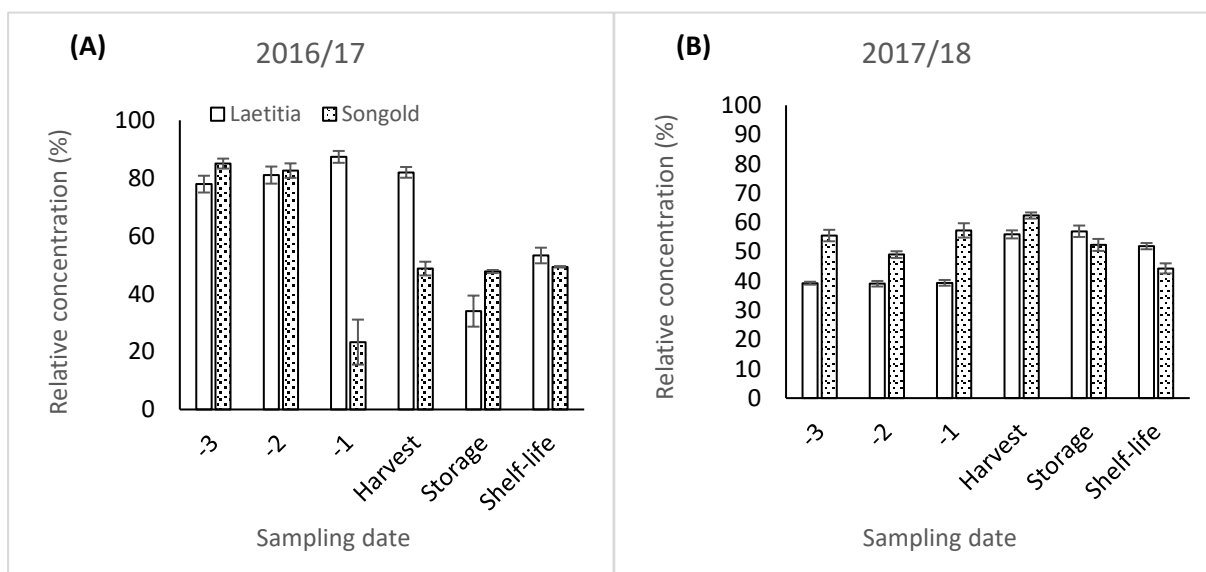 (A)
2016/17
Laetitia Songold
Relative concentration (%)
100
80
60
40
20
0
-3
-2
-1
Harvest
Storage
Shelf-life
Sampling date
(B)
2017/18
Relative concentration (%)
100
90
80
70
60
50
40
30
20
10
0
-3
-2
-1
Harvest
Storage
Shelf-life
Sampling date